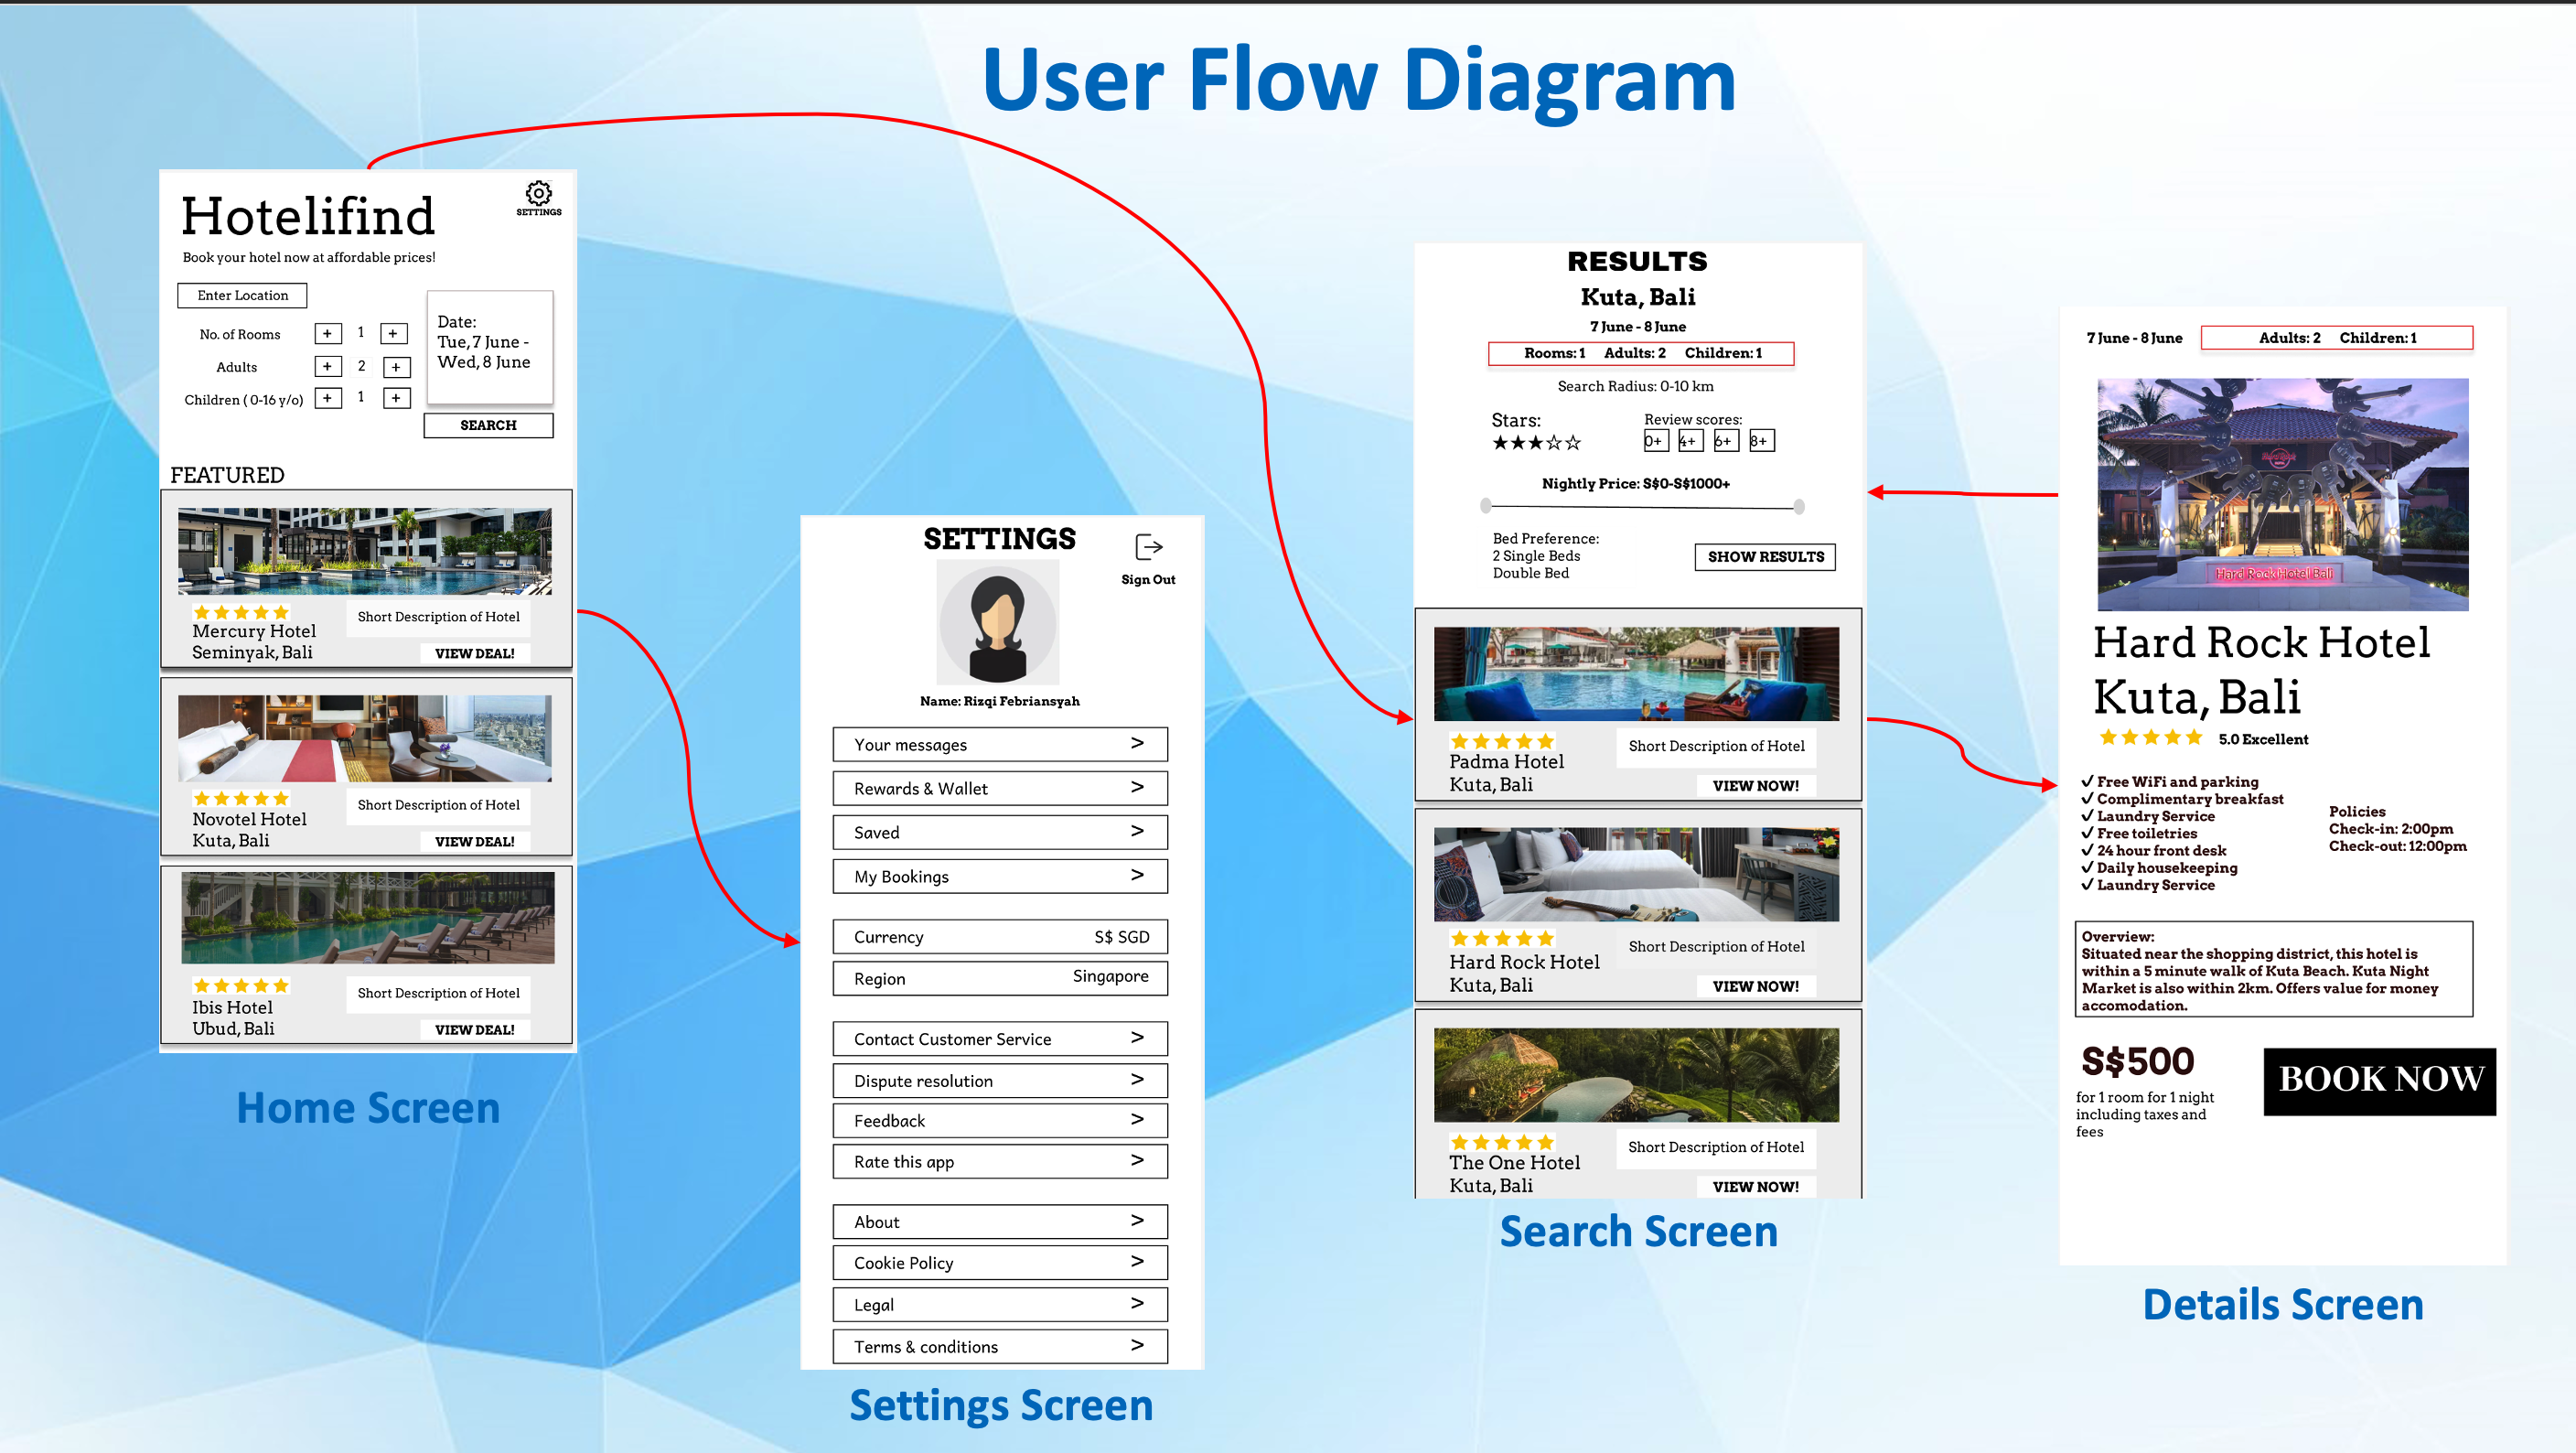 User Flow Diagram
Hotelifind
SETTINGS
Book your hotel now at affordable prices!
Enter Location
No. of Rooms + 1 +
Adults + 2 +
Children ( 0-16 y/o) + 1 +
Date:
Tue, 7 June -
Wed, 8 June
SEARCH
FEATURED
Short Description of Hotel
Mercury Hotel
Seminyak, Bali
VIEW DEAL!
Short Description of Hotel
Novotel Hotel
Kuta, Bali
VIEW DEAL!
Short Description of Hotel
Ibis Hotel
Ubud, Bali
VIEW DEAL!
Home Screen
SETTINGS
Sign Out
Name: Rizqi Febriansyah
Your messages >
Rewards & Wallet >
Saved >
My Bookings >
Currency S$ SGD
Region Singapore
Contact Customer Service >
Dispute resolution >
Feedback >
Rate this app >
About >
Cookie Policy >
Legal >
Terms & conditions >
Settings Screen
RESULTS
Kuta, Bali
7 June - 8 June
Rooms: 1 Adults: 2 Children: 1
Search Radius: 0-10 km
Stars:
★★★☆☆
Review scores:
0+ 4+ 6+ 8+
Nightly Price: S$0-S$1000+
Bed Preference:
2 Single Beds
Double Bed
SHOW RESULTS
Short Description of Hotel
Padma Hotel
Kuta, Bali
VIEW NOW!
Short Description of Hotel
Hard Rock Hotel
Kuta, Bali
VIEW NOW!
Short Description of Hotel
The One Hotel
Kuta, Bali
VIEW NOW!
Search Screen
7 June - 8 June
Adults: 2 Children: 1
Hard Rock Hotel Bali
Hard Rock Hotel
Kuta, Bali
5.0 Excellent
✓ Free WiFi and parking
✓ Complimentary breakfast
✓ Laundry Service
✓ Free toiletries
✓ 24 hour front desk
✓ Daily housekeeping
✓ Laundry Service
Policies
Check-in: 2:00pm
Check-out: 12:00pm
Overview:
Situated near the shopping district, this hotel is
within a 5 minute walk of Kuta Beach. Kuta Night
Market is also within 2km. Offers value for money
accomodation.
S$500
for 1 room for 1 night
including taxes and
fees
BOOK NOW
Details Screen